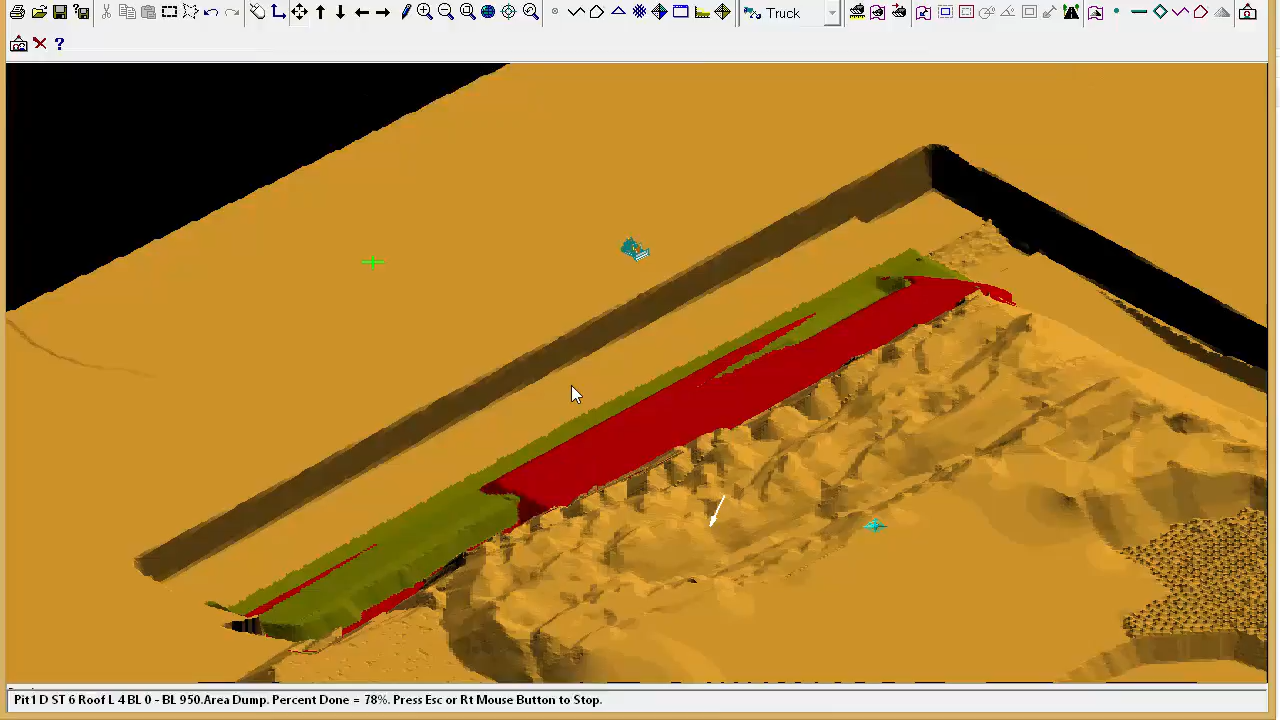 Truck
Pit1 D ST 6 Roof L 4 BL 0 - BL 950.Area Dump. Percent Done = 78%. Press Esc or Rt Mouse Button to Stop.